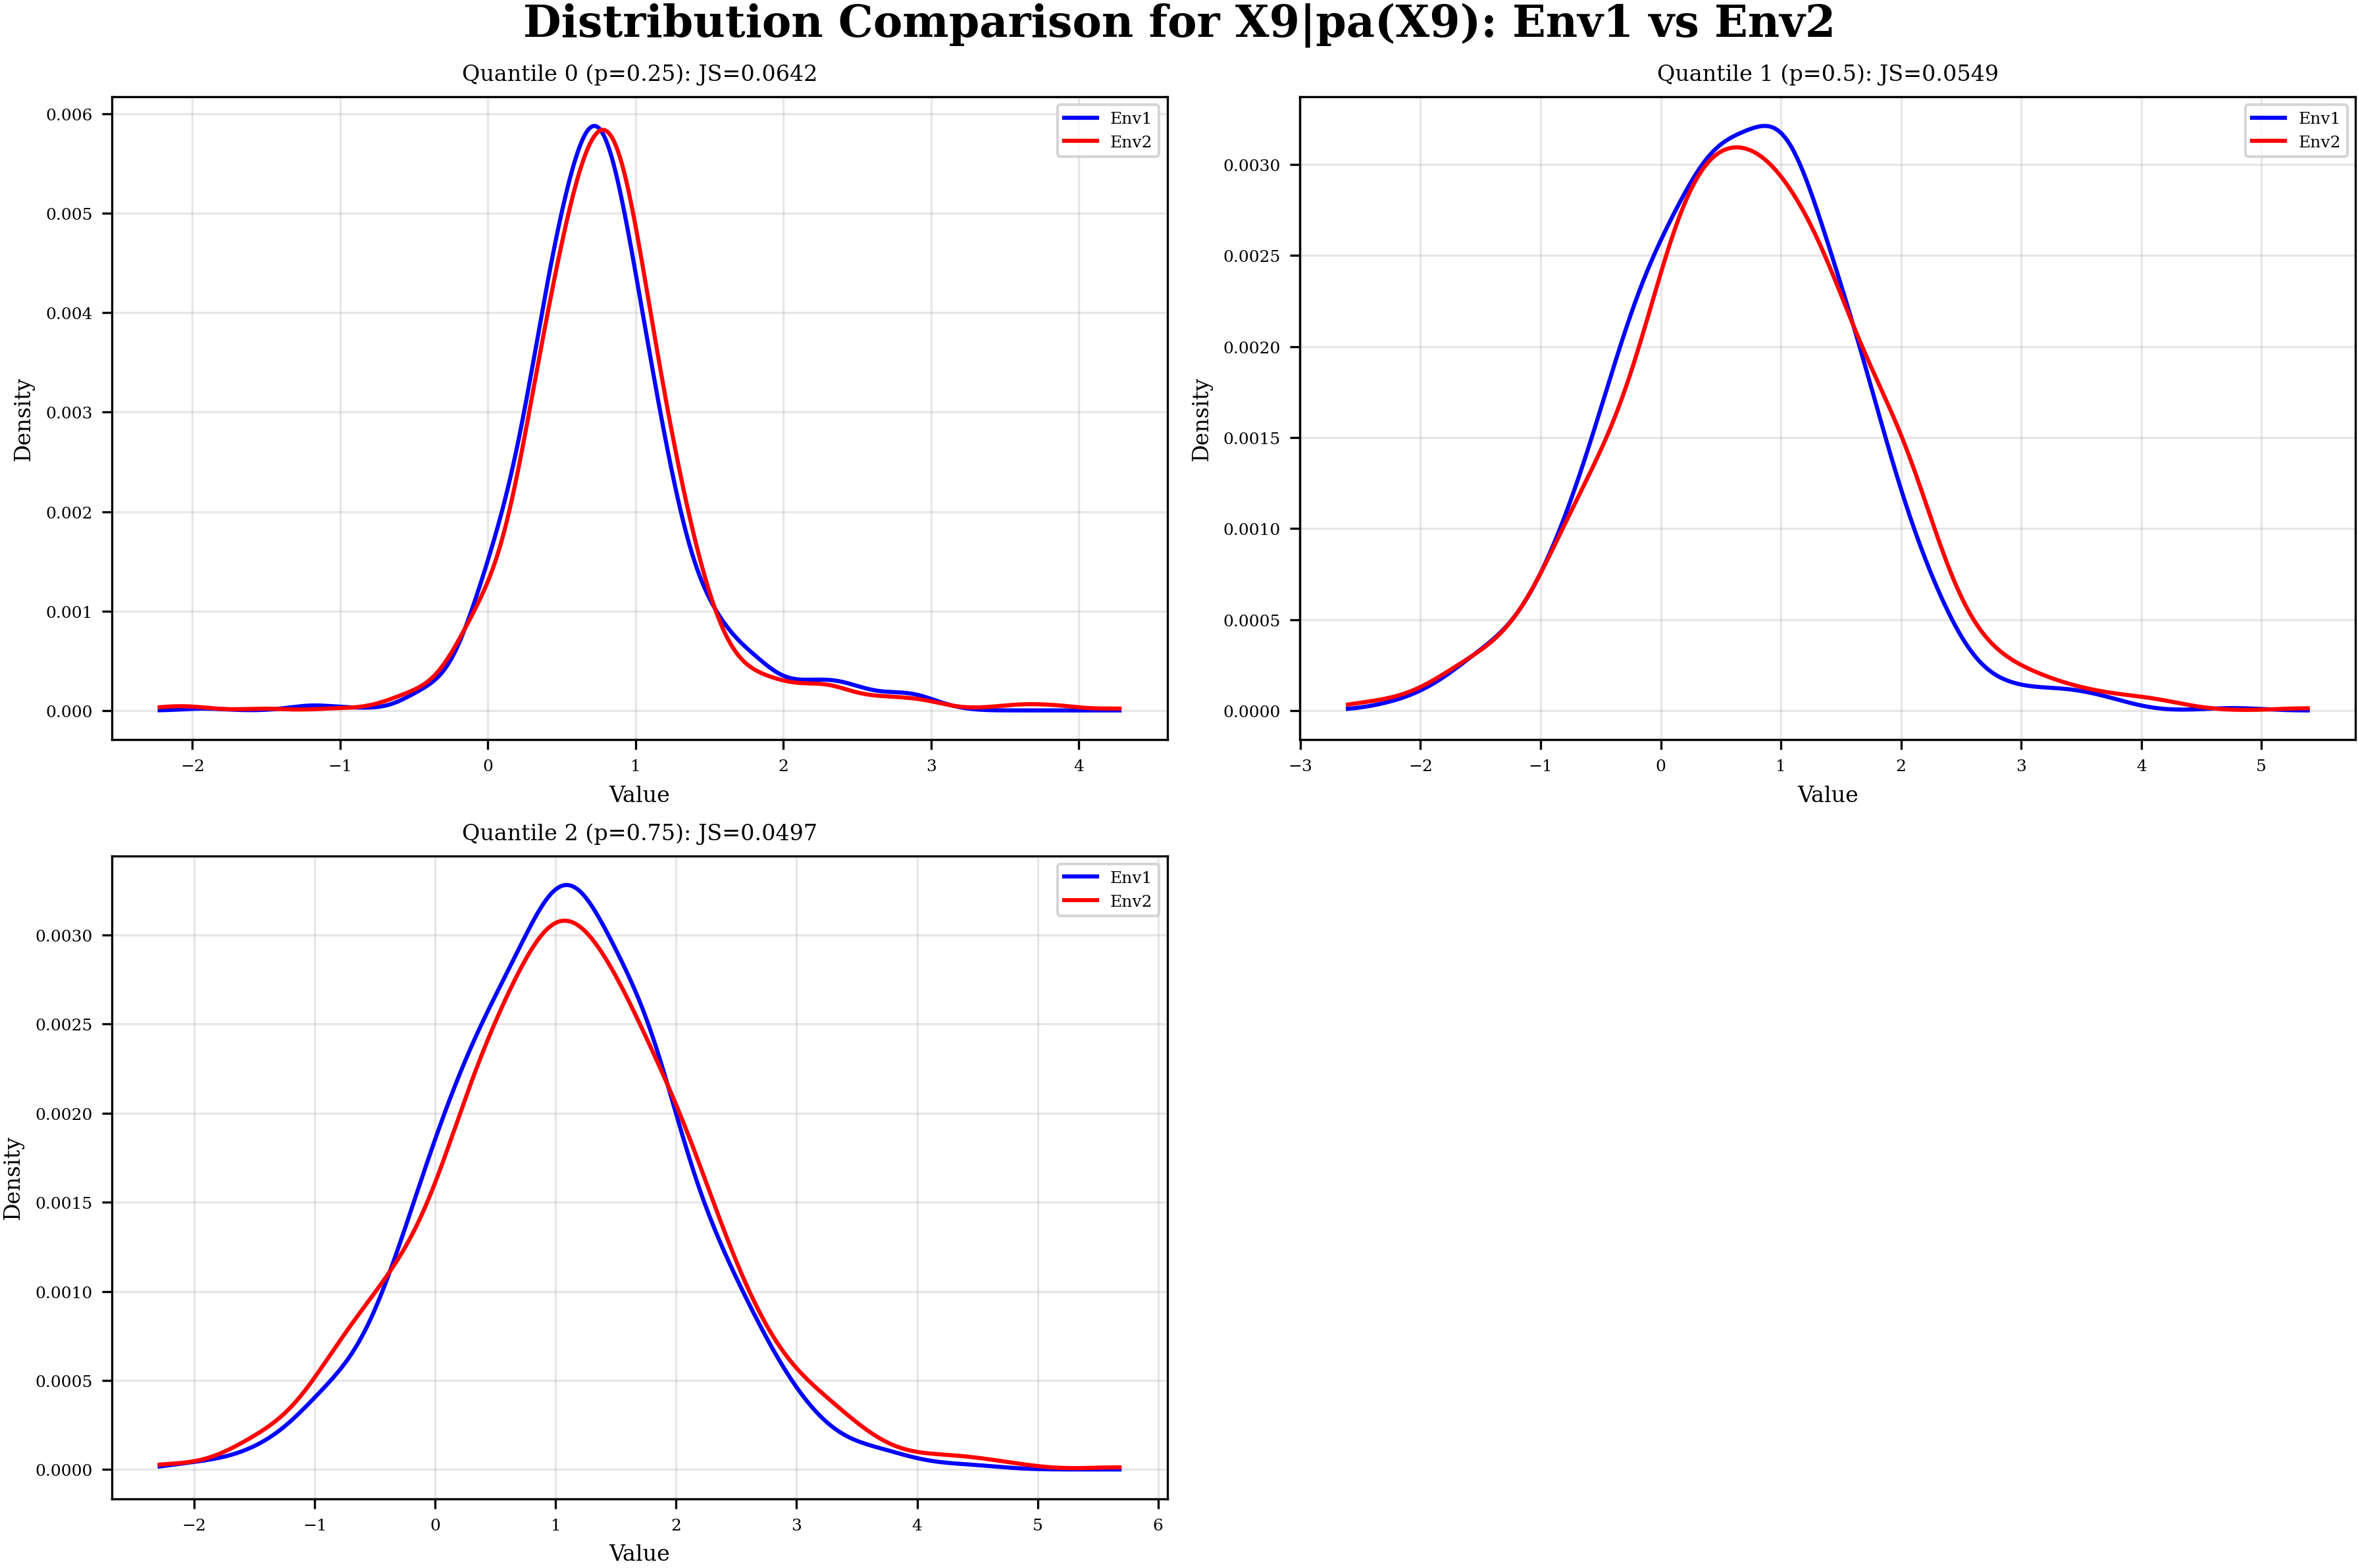 Distribution Comparison for X9|pa(X9): Env1 vs Env2
Quantile 0 (p=0.25): JS=0.0642
Env1
Env2
0.006
0.005
0.004
0.003
0.002
0.001
0.000
Density
−2
−1
0
1
2
3
4
Value
Quantile 1 (p=0.5): JS=0.0549
Env1
Env2
0.0030
0.0025
0.0020
0.0015
0.0010
0.0005
0.0000
Density
−3
−2
−1
0
1
2
3
4
5
Value
Quantile 2 (p=0.75): JS=0.0497
Env1
Env2
0.0030
0.0025
0.0020
0.0015
0.0010
0.0005
0.0000
Density
−2
−1
0
1
2
3
4
5
6
Value